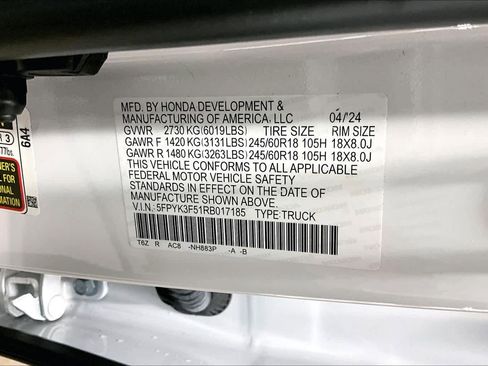 MFD. BY HONDA DEVELOPMENT &
MANUFACTURING OF AMERICA, LLC 04/24
GVWR 2730 KG(6019LBS) TIRE SIZE RIM SIZE
GAWR F 1420 KG(3131LBS) 245/60R18 105H 18X8.0J
GAWR R 1480 KG(3263LBS) 245/60R18 105H 18X8.0J
THIS VEHICLE CONFORMS TO ALL APPLICABLE
FEDERAL MOTOR VEHICLE SAFETY
STANDARDS IN EFFECT ON THE DATE OF
MANUFACTURE SHOWN ABOVE.
V.I.N. 5FPYK3F51RB017185 TYPE:TRUCK
T6Z R AC8 -NH883P -A -B
6A4